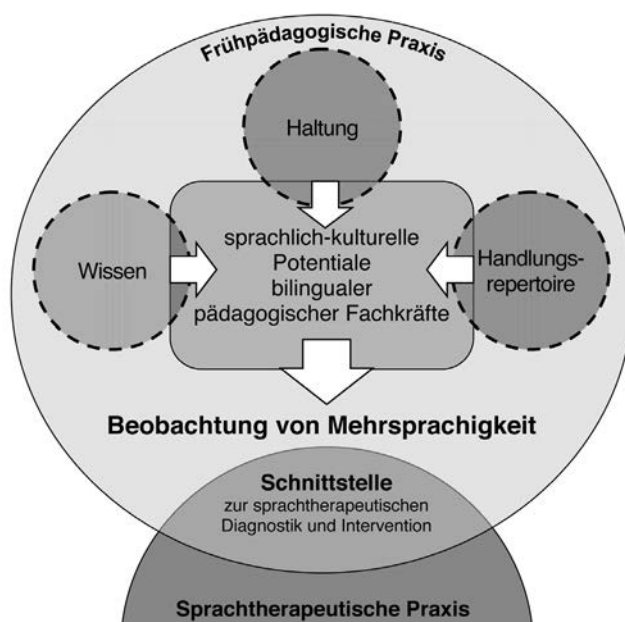 Frühpädagogische Praxis
Haltung
Wissen
sprachlich-kulturelle
Potentiale
bilingualer
pädagogischer Fachkräfte
Handlungs-
repertoire
Beobachtung von Mehrsprachigkeit
Schnittstelle
zur sprachtherapeutischen
Diagnostik und Intervention
Sprachtherapeutische Praxis